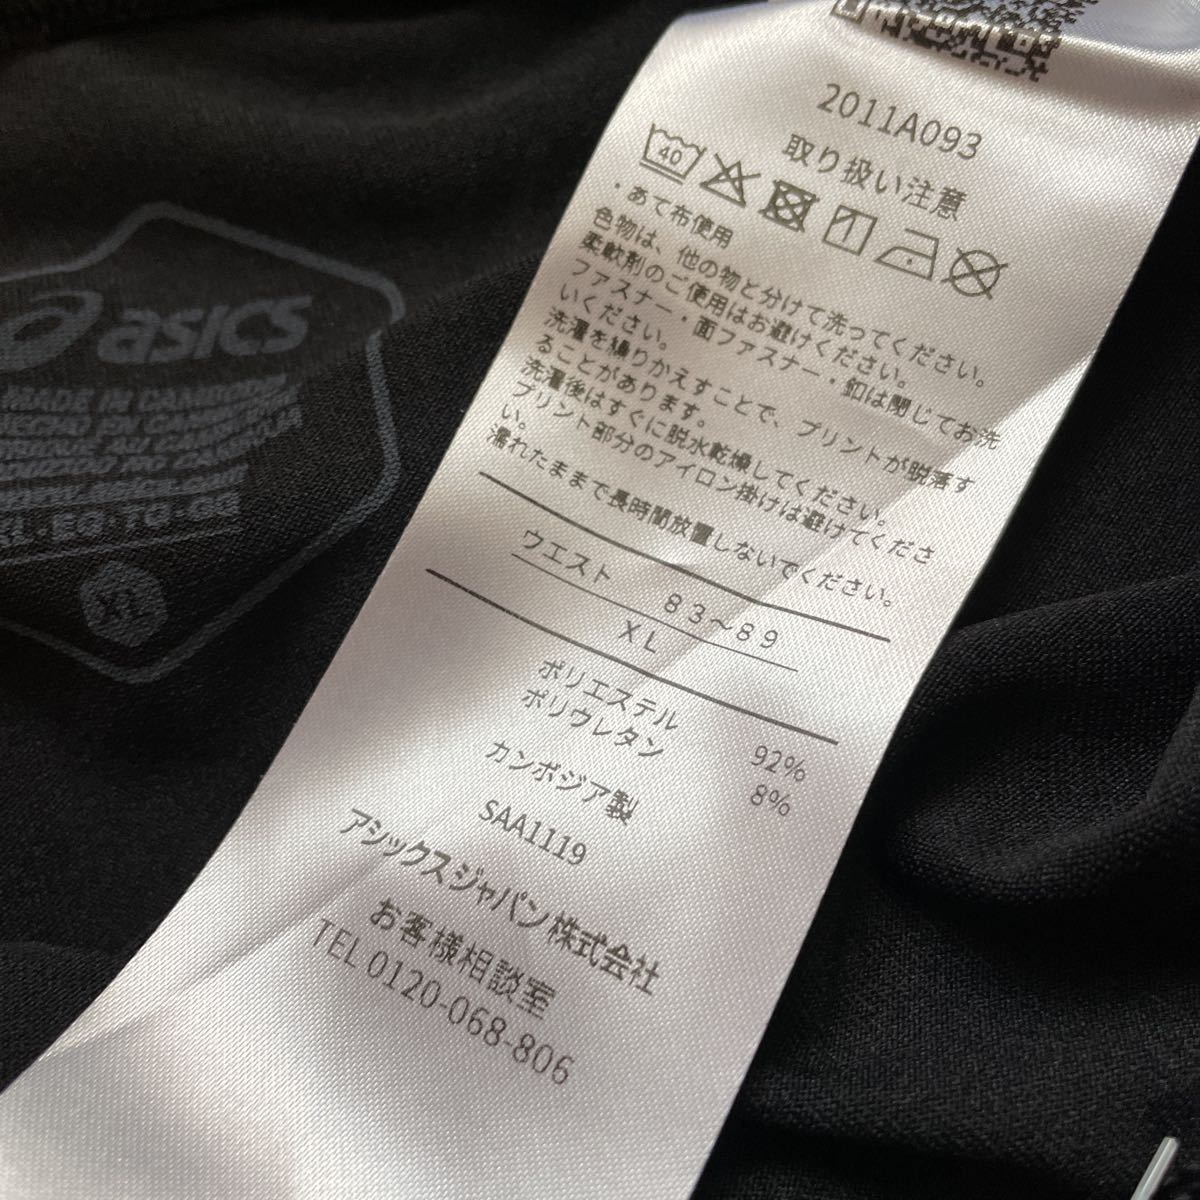 2011A093
取り扱い注意
40
・あて布使用
色物は、他の物と分けて洗ってください。
柔軟剤のご使用はお避けください。
ファスナー・面ファスナー・釦は閉じてお洗
いください。
洗濯を繰りかえすことで、プリントが脱落す
ることがあります。
洗濯後はすぐに脱水乾燥してください。
プリント部分のアイロン掛けは避けてくださ
い。
濡れたままで長時間放置しないでください。
ウエスト 83～89
XL
ポリエステル 92%
ポリウレタン 8%
カンボジア製
SAA1119
アシックスジャパン株式会社
お客様相談室
TEL 0120-068-806
asics
MADE IN CAMBODIA
XL・EG・TG・GG
XL